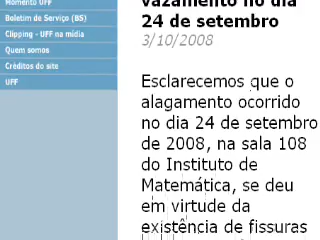 Momento UFF
Boletim de Serviço (BS)
Clipping - UFF na mídia
Quem somos
Créditos do site
UFF
vazamento no dia
24 de setembro
3/10/2008
Esclarecemos que o
alagamento ocorrido
no dia 24 de setembro
de 2008, na sala 108
do Instituto de
Matemática, se deu
em virtude da
existência de fissuras